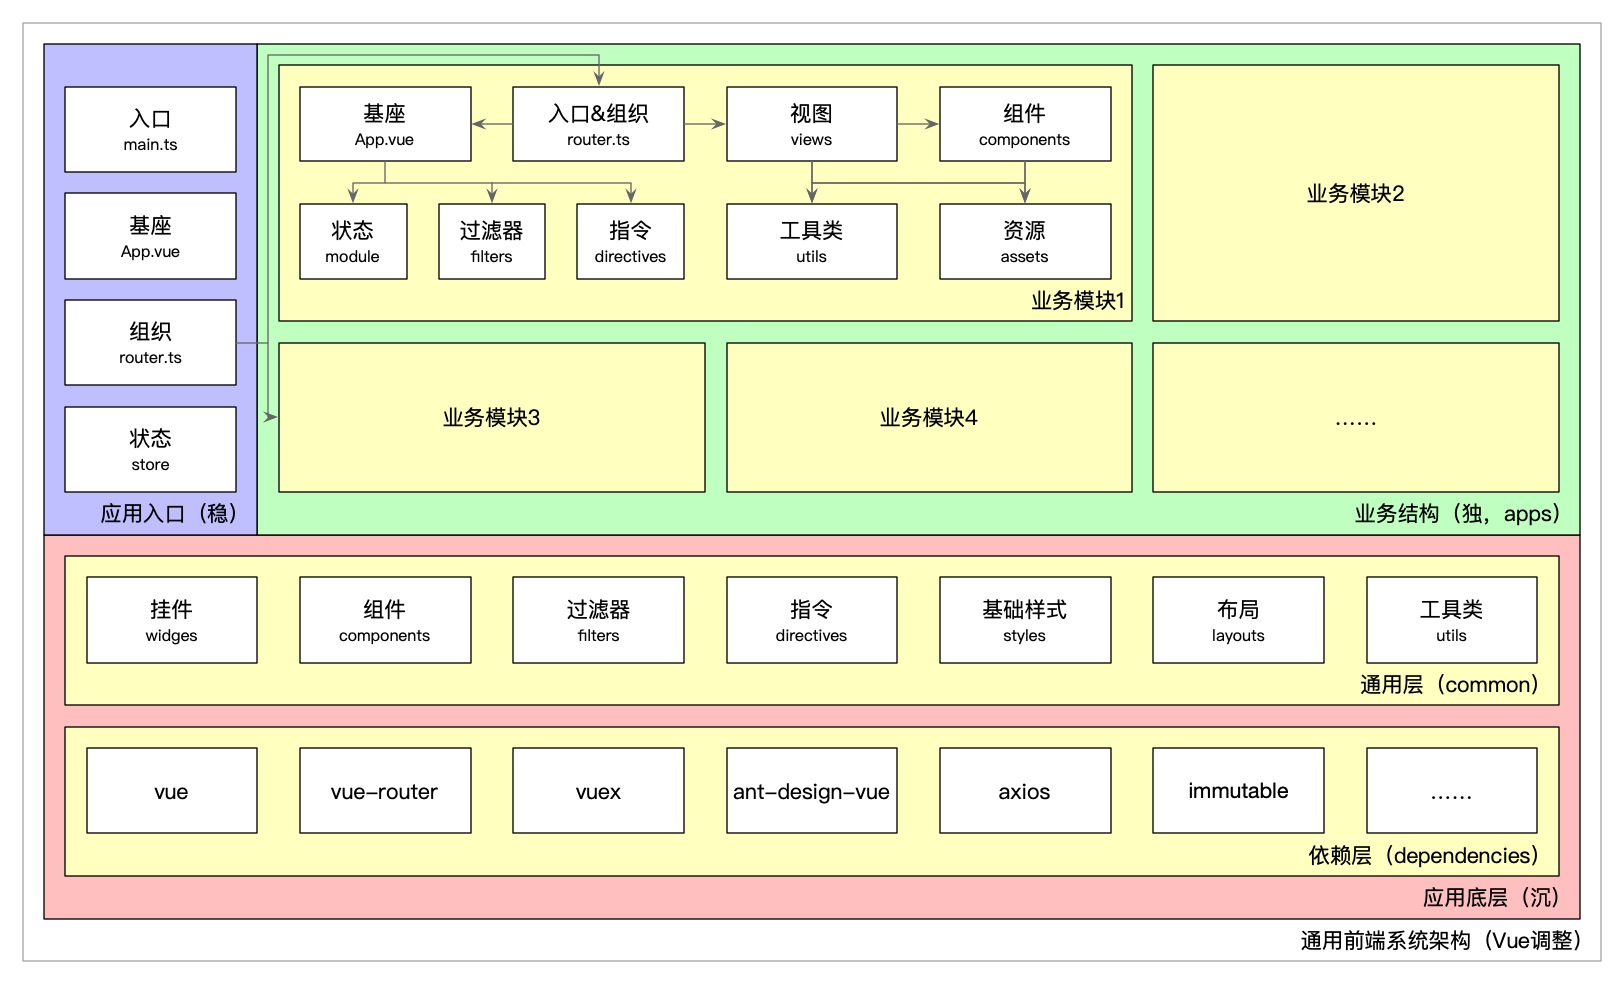 入口
main.ts
基座
App.vue
组织
router.ts
状态
store
应用入口（稳）
基座
App.vue
入口&组织
router.ts
视图
views
组件
components
状态
module
过滤器
filters
指令
directives
工具类
utils
资源
assets
业务模块1
业务模块2
业务模块3
业务模块4
……
业务结构（独，apps）
挂件
widges
组件
components
过滤器
filters
指令
directives
基础样式
styles
布局
layouts
工具类
utils
通用层（common）
vue
vue-router
vuex
ant-design-vue
axios
immutable
……
依赖层（dependencies）
应用底层（沉）
通用前端系统架构（Vue调整）